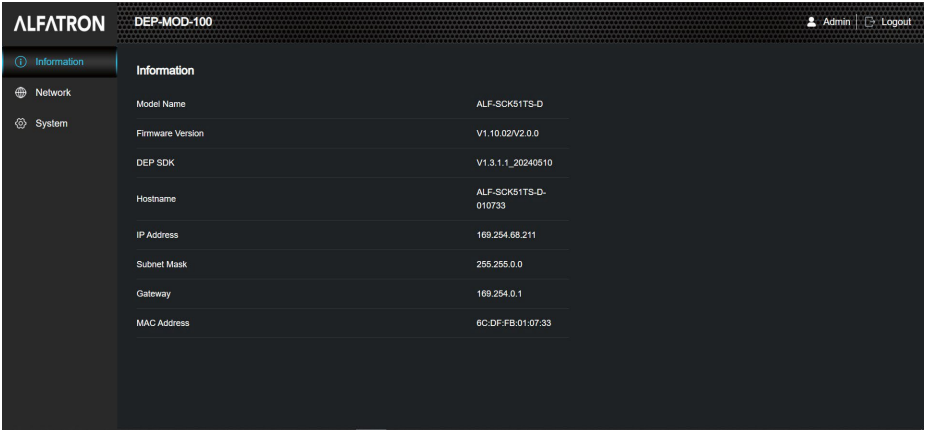 ALFATRON
DEP-MOD-100
Admin
Logout
Information
Network
System
Information
Model Name ALF-SCK51TS-D
Firmware Version V1.10.02/V2.0.0
DEP SDK V1.3.1.1_20240510
Hostname ALF-SCK51TS-D-
010733
IP Address 169.254.68.211
Subnet Mask 255.255.0.0
Gateway 169.254.0.1
MAC Address 6C:DF:FB:01:07:33